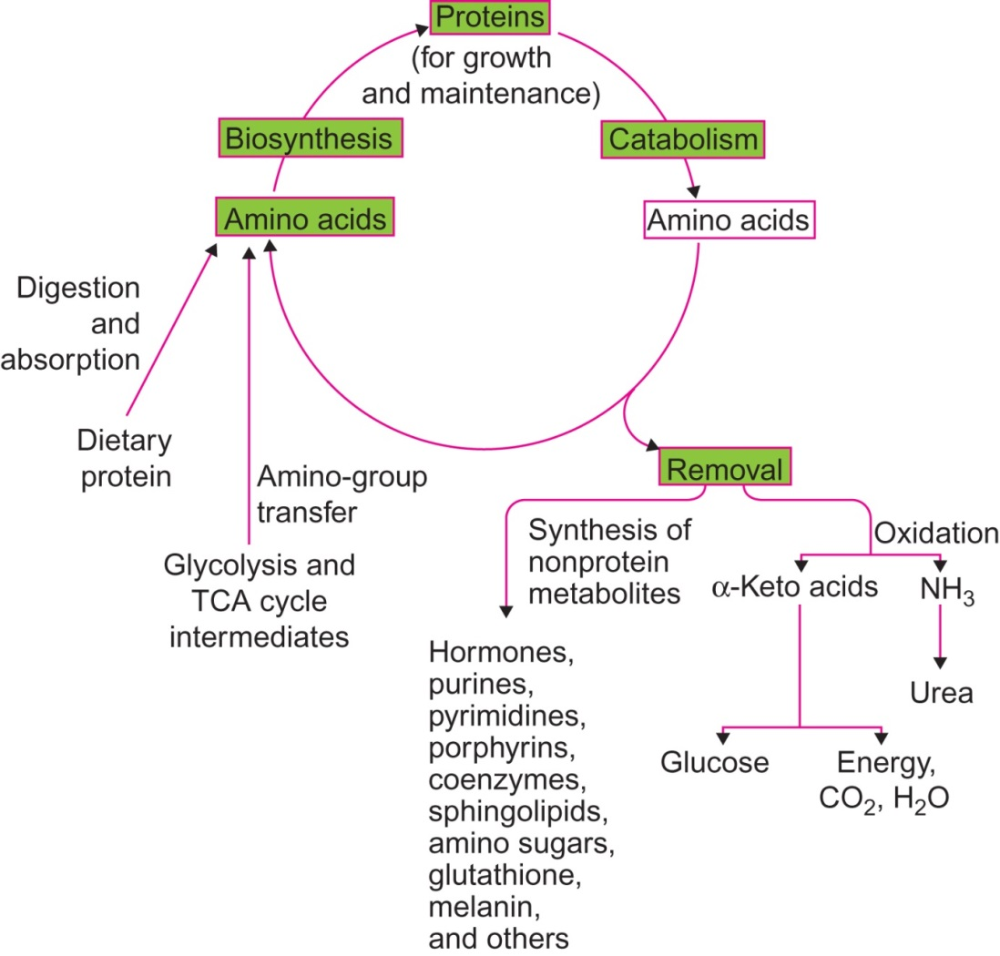 Proteins
(for growth
and maintenance)
Biosynthesis
Catabolism
Amino acids
Amino acids
Digestion
and
absorption
Dietary
protein
Amino-group
transfer
Glycolysis and
TCA cycle
intermediates
Removal
Synthesis of
nonprotein
metabolites
Oxidation
α-Keto acids
NH₃
Urea
Hormones,
purines,
pyrimidines,
porphyrins,
coenzymes,
sphingolipids,
amino sugars,
glutathione,
melanin,
and others
Glucose
Energy,
CO₂, H₂O